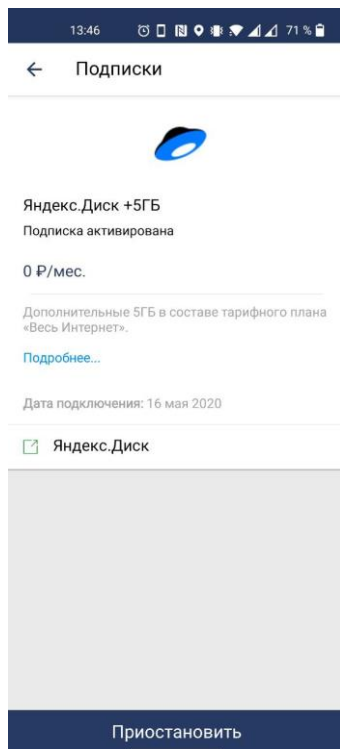 13:46 71 %
Подписки
Яндекс.Диск +5ГБ
Подписка активирована
0 ₽/мес.
Дополнительные 5ГБ в составе тарифного плана
«Весь Интернет».
Подробнее...
Дата подключения: 16 мая 2020
Яндекс.Диск
Приостановить